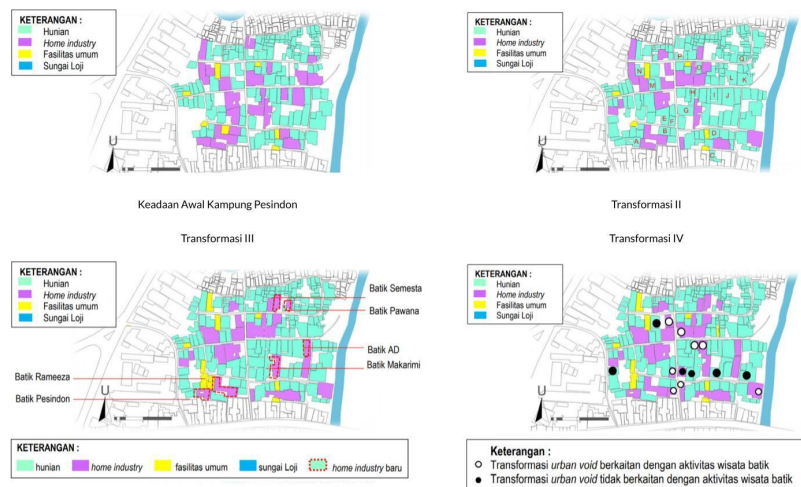 KETERANGAN :
Hunian
Home industry
Fasilitas umum
Sungai Loji
U
Keadaan Awal Kampung Pesindon
KETERANGAN :
Hunian
Home industry
Fasilitas umum
Sungai Loji
P
Q
N
O
M
L
K
H
I
J
G
E
F
A
B
D
C
U
Transformasi II
Transformasi III
KETERANGAN :
Hunian
Home industry
Fasilitas umum
Sungai Loji
Batik Semesta
Batik Pawana
Batik AD
Batik Makarimi
Batik Rameeza
Batik Pesindon
U
KETERANGAN :
hunian
home industry
fasilitas umum
sungai Loji
home industry baru
Transformasi IV
KETERANGAN :
Hunian
Home industry
Fasilitas umum
Sungai Loji
U
Keterangan :
Transformasi urban void berkaitan dengan aktivitas wisata batik
Transformasi urban void tidak berkaitan dengan aktivitas wisata batik